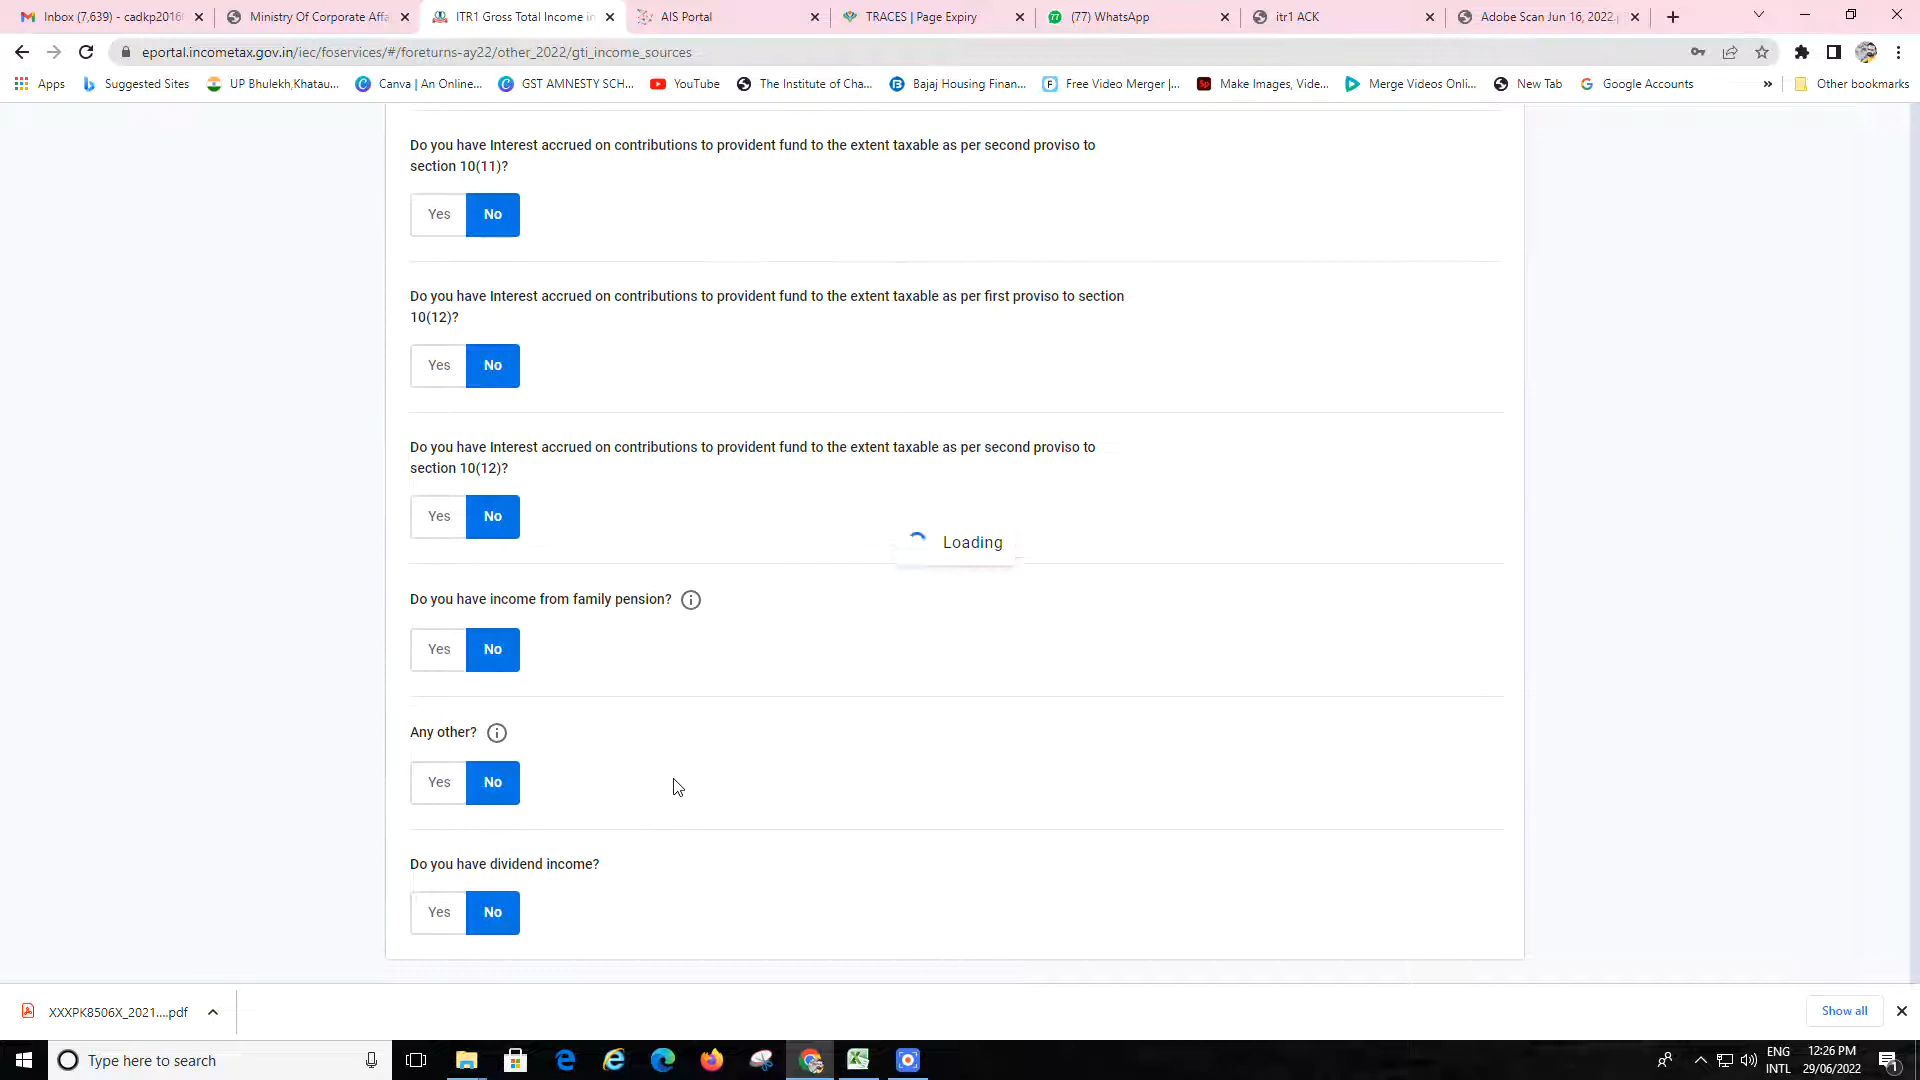 Inbox (7,639) - cadkp2016
Ministry Of Corporate Affa
ITR1 Gross Total Income in
AIS Portal
TRACES | Page Expiry
(77) WhatsApp
itr1 ACK
Adobe Scan Jun 16, 2022.
eportal.incometax.gov.in/iec/foservices/#/foreturns-ay22/other_2022/gti_income_sources
Apps
Suggested Sites
UP Bhulekh,Khatau...
Canva | An Online...
GST AMNESTY SCH...
YouTube
The Institute of Cha...
Bajaj Housing Finan...
Free Video Merger |...
Make Images, Vide...
Merge Videos Onli...
New Tab
Google Accounts
»
Other bookmarks
Do you have Interest accrued on contributions to provident fund to the extent taxable as per second proviso to
section 10(11)?
Yes No
Do you have Interest accrued on contributions to provident fund to the extent taxable as per first proviso to section
10(12)?
Yes No
Do you have Interest accrued on contributions to provident fund to the extent taxable as per second proviso to
section 10(12)?
Yes No
Loading
Do you have income from family pension?
Yes No
Any other?
Yes No
Do you have dividend income?
Yes No
XXXPK8506X_2021....pdf
Show all
Type here to search
ENG
INTL
12:26 PM
29/06/2022
1